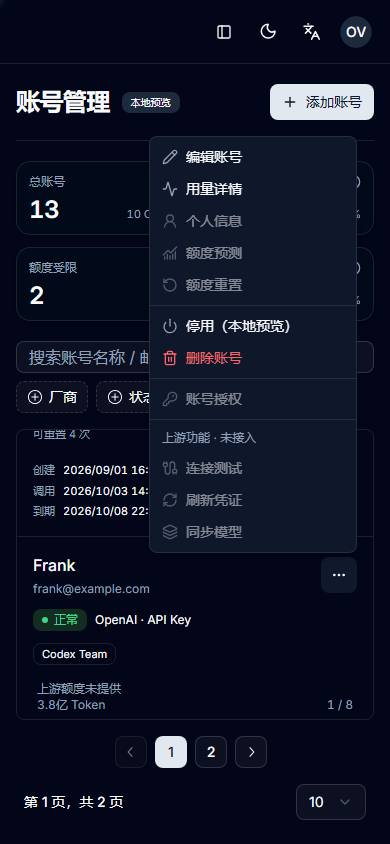 OV
账号管理
本地预览
添加账号
总账号
13
10
%
额度受限
2
%
编辑账号
用量详情
个人信息
额度预测
额度重置
停用（本地预览）
删除账号
账号授权
上游功能 · 未接入
连接测试
刷新凭证
同步模型
搜索账号名称 / 邮
厂商
状态
可重置 4 次
创建 2026/09/01 16:
调用 2026/10/03 14:
到期 2026/10/08 22:
Frank
frank@example.com
正常
OpenAI · API Key
Codex Team
上游额度未提供
3.8亿 Token
1 / 8
1
2
第 1 页，共 2 页
10